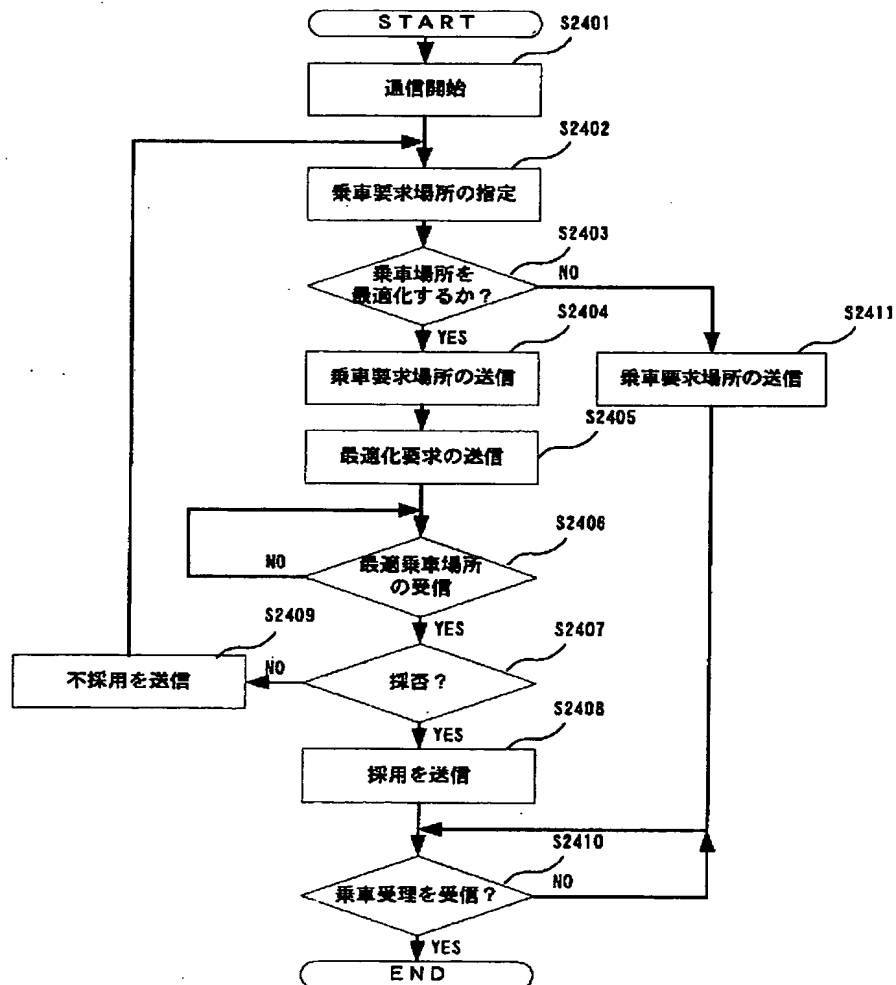 START
S2401
通信開始
S2402
乗車要求場所の指定
S2403
乗車場所を
最適化するか？
NO
YES
S2404
乗車要求場所の送信
S2411
乗車要求場所の送信
S2405
最適化要求の送信
S2406
最適乗車場所
の受信
NO
YES
S2409
不採用を送信
S2407
採否？
NO
YES
S2408
採用を送信
S2410
乗車受理を受信？
NO
YES
END